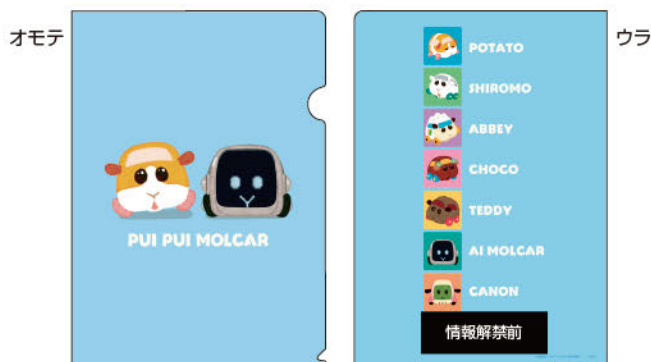 オモテ
ウラ
PUI PUI MOLCAR
POTATO
SHIROMO
ABBEY
CHOCO
TEDDY
AI MOLCAR
CANON
情報解禁前